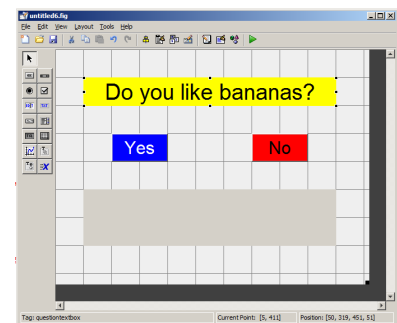 untitled6.fig
File Edit View Layout Tools Help
Do you like bananas?
Yes No
Tag: questiontextbox Current Point: [5, 411] Position: [50, 319, 451, 51]